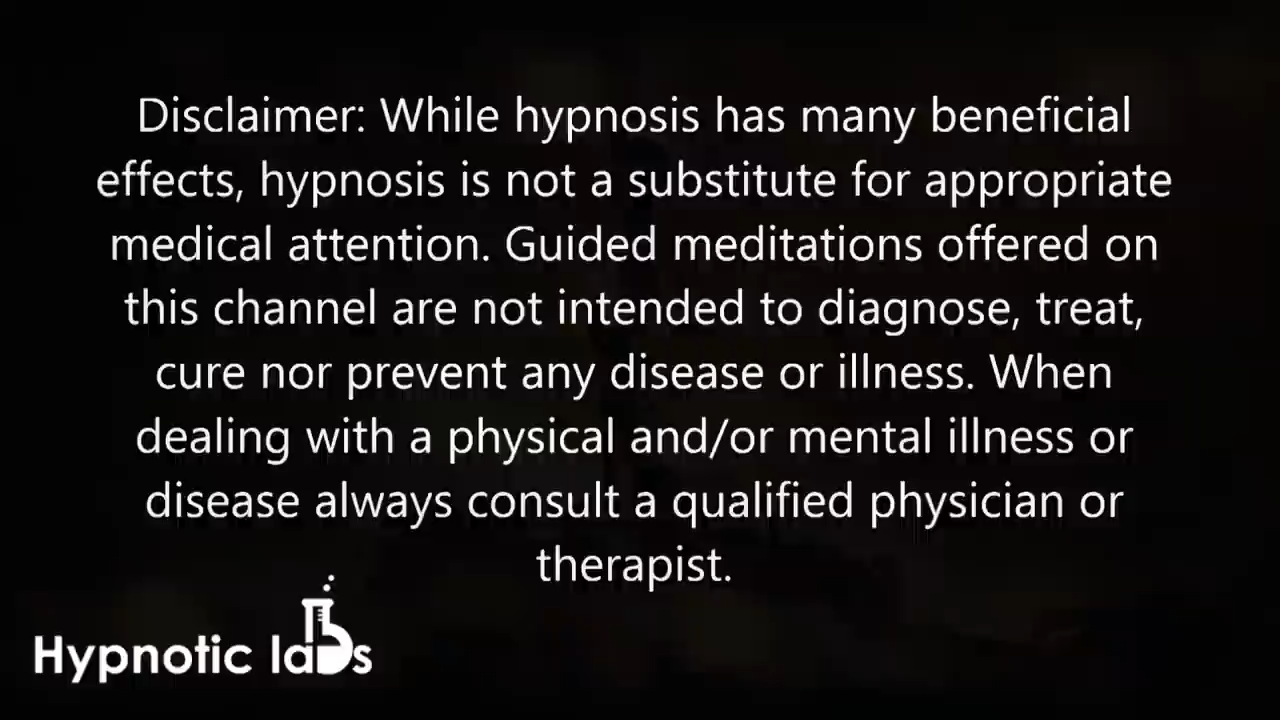 Disclaimer: While hypnosis has many beneficial
effects, hypnosis is not a substitute for appropriate
medical attention. Guided meditations offered on
this channel are not intended to diagnose, treat,
cure nor prevent any disease or illness. When
dealing with a physical and/or mental illness or
disease always consult a qualified physician or
therapist.
Hypnotic labs